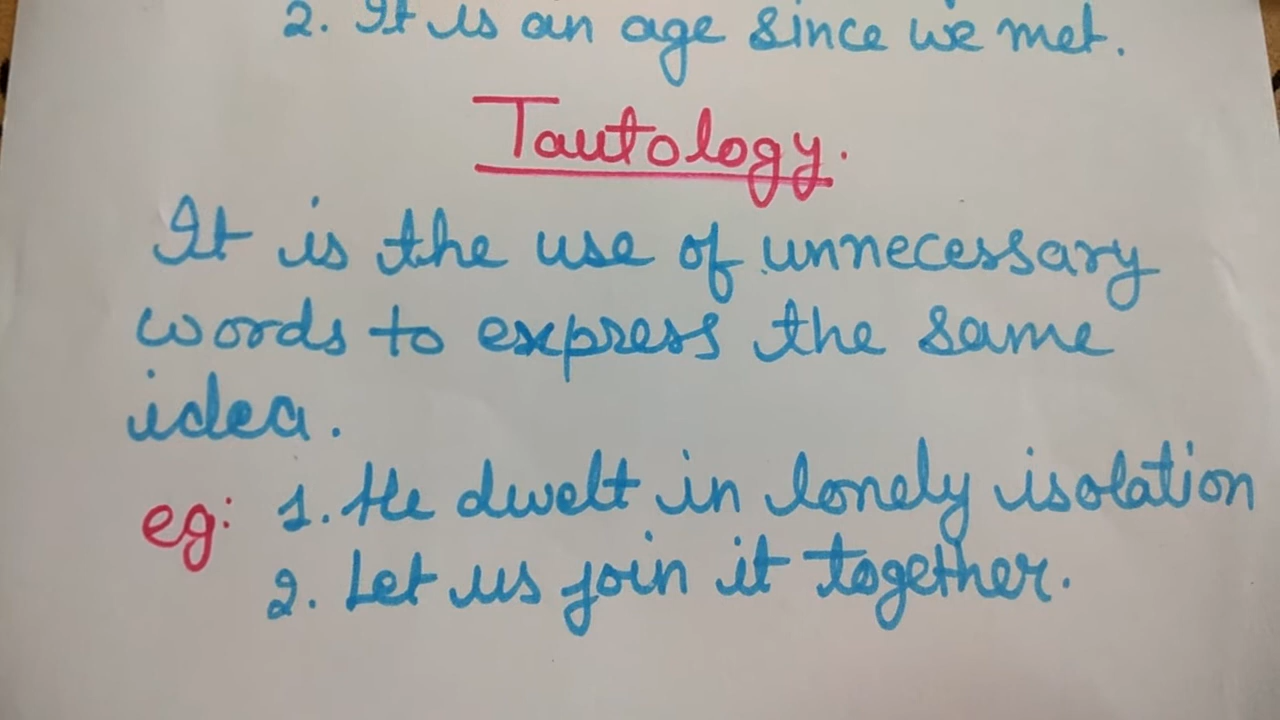 2. It is an age since we met.
Tautology.
It is the use of unnecessary
words to express the same
idea.
eg: 1. He dwelt in lonely isolation
2. Let us join it together.